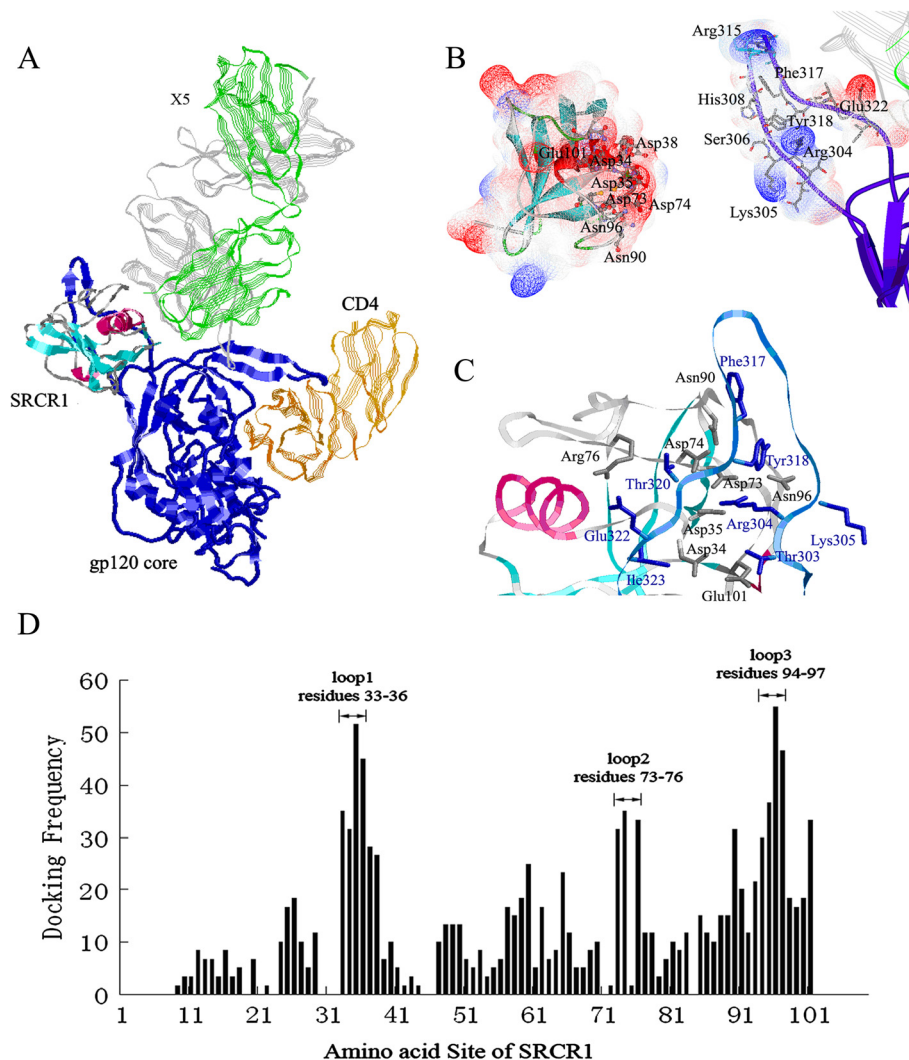 A
X5
CD4
SRCR1
gp120 core
B
Glu101
Asp38
Asp34
Asp35
Asp73
Asp74
Asn96
Asn90
Arg315
Phe317
His308
Glu322
Tyr318
Ser306
Arg304
Lys305
C
Phe317
Asn90
Arg76
Asp74
Tyr318
Thr320
Asp73
Asn96
Glu322
Asp35
Arg304
Lys305
Asp34
Thr303
Ile323
Glu101
D
loop1
residues 33-36
loop2
residues 73-76
loop3
residues 94-97
Docking Frequency
60
50
40
30
20
10
0
1 11 21 31 41 51 61 71 81 91 101
Amino acid Site of SRCR1